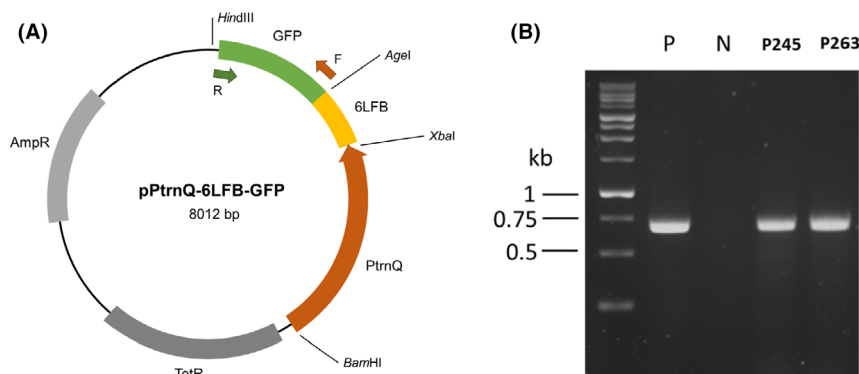 (A)
HindIII
GFP
F
AgeI
R
6LFB
XbaI
AmpR
pPtrnQ-6LFB-GFP
8012 bp
PtrnQ
BamHI
TetR
(B)
P N P245 P263
kb
1
0.75
0.5